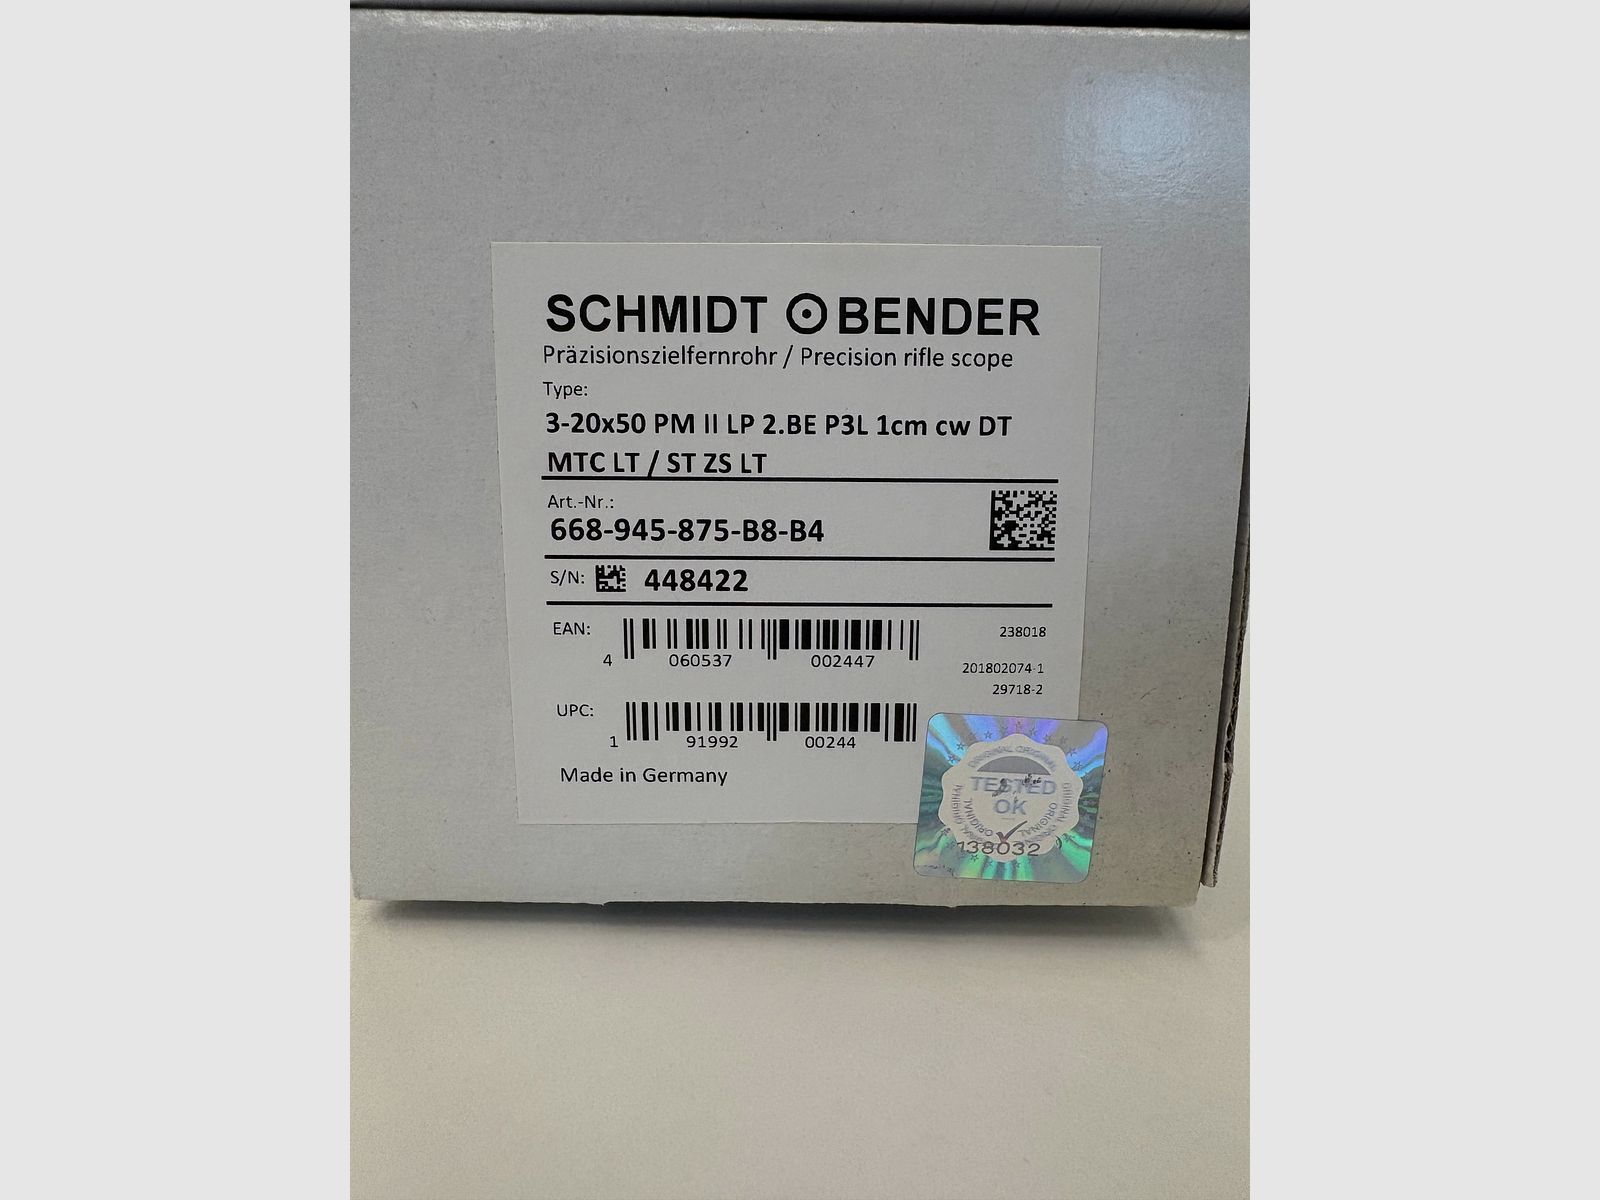 SCHMIDT BENDER
Präzisionszielfernrohr / Precision rifle scope
Type:
3-20x50 PM II LP 2.BE P3L 1cm cw DT
MTC LT / ST ZS LT
Art.-Nr.:
668-945-875-B8-B4
S/N: 448422
EAN:
4 060537 002447
238018
201802074-1
29718-2
UPC:
1 91992 00244
Made in Germany
TESTED
OK
ORIGINAL ORIGINAL
138032